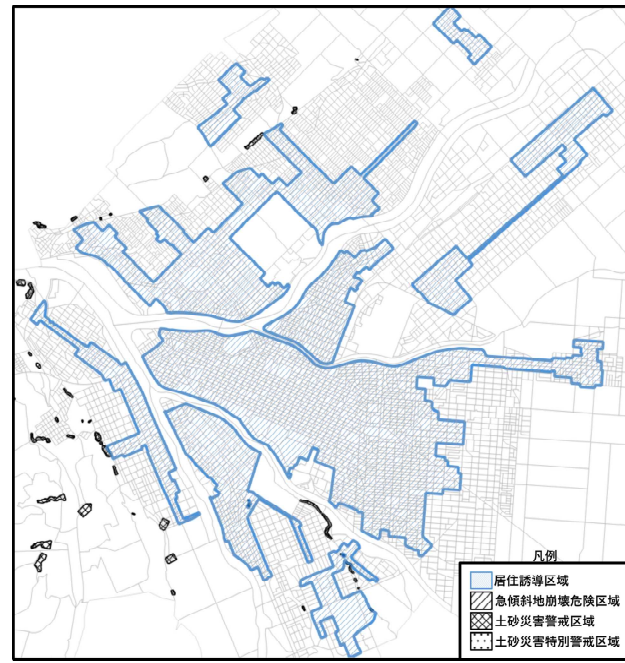 凡例
居住誘導区域
急傾斜地崩壊危険区域
土砂災害警戒区域
土砂災害特別警戒区域